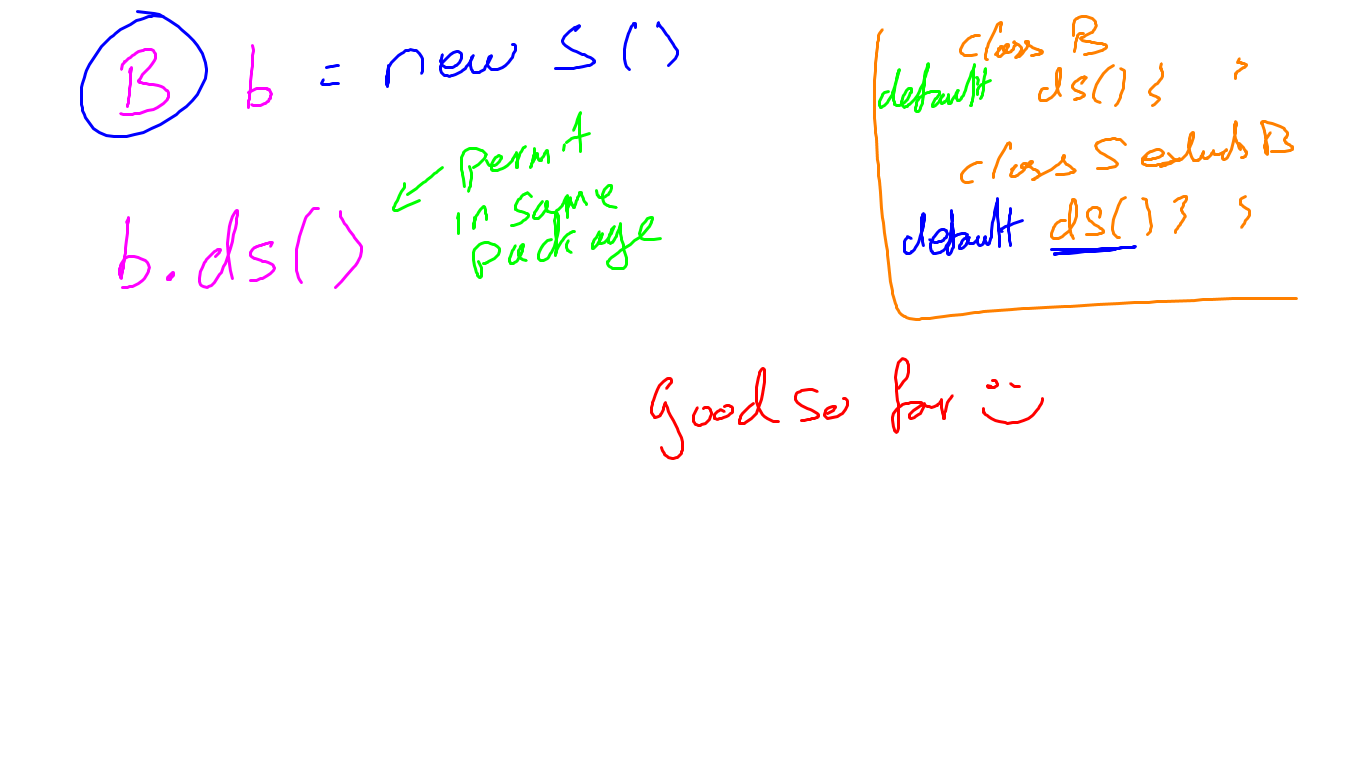 B b = new S()
b.ds()
permit
in same
package
class B
default ds(){ }
class S extends B
default ds()} }
Good so far